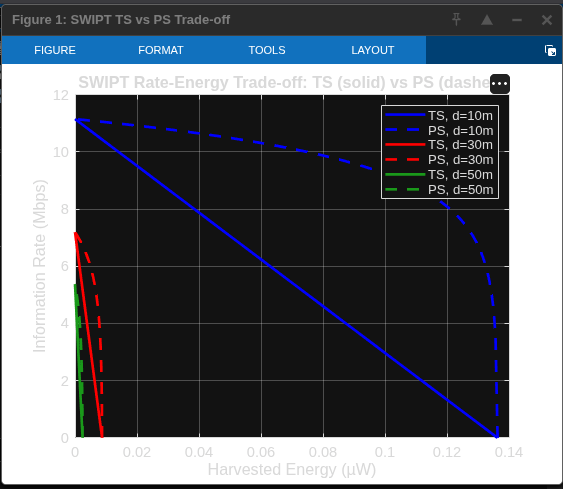 Figure 1: SWIPT TS vs PS Trade-off
FIGURE FORMAT TOOLS LAYOUT
SWIPT Rate-Energy Trade-off: TS (solid) vs PS (dashe
Information Rate (Mbps)
12
10
8
6
4
2
0
TS, d=10m
PS, d=10m
TS, d=30m
PS, d=30m
TS, d=50m
PS, d=50m
0 0.02 0.04 0.06 0.08 0.1 0.12 0.14
Harvested Energy (µW)